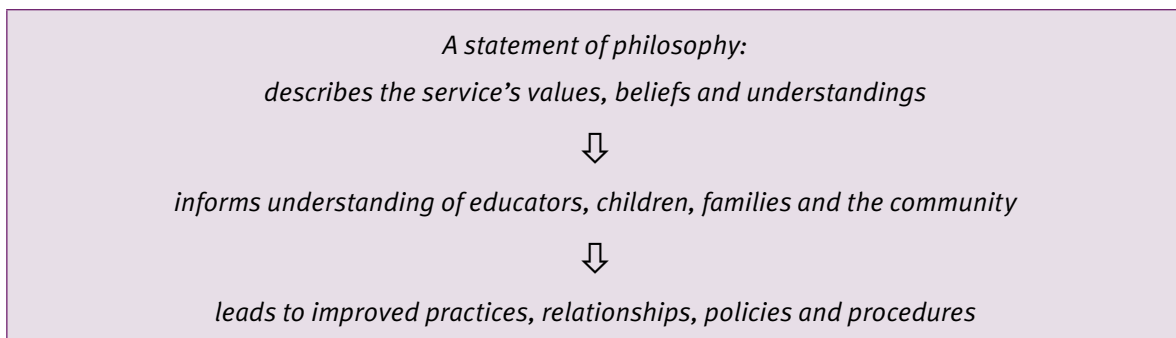 A statement of philosophy:
describes the service’s values, beliefs and understandings
⇩
informs understanding of educators, children, families and the community
⇩
leads to improved practices, relationships, policies and procedures